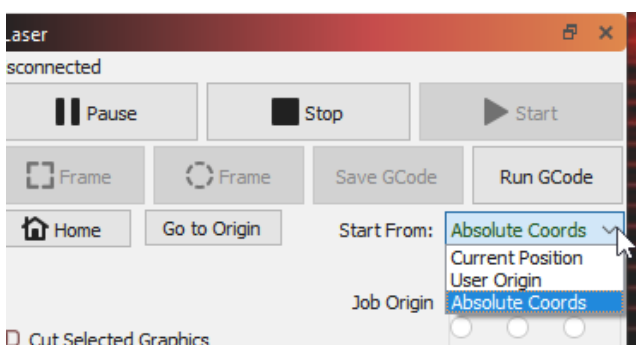 Laser
sconnected
Pause
Stop
Start
Frame
Frame
Save GCode
Run GCode
Home
Go to Origin
Start From:
Absolute Coords
Current Position
User Origin
Absolute Coords
Job Origin
Cut Selected Graphics